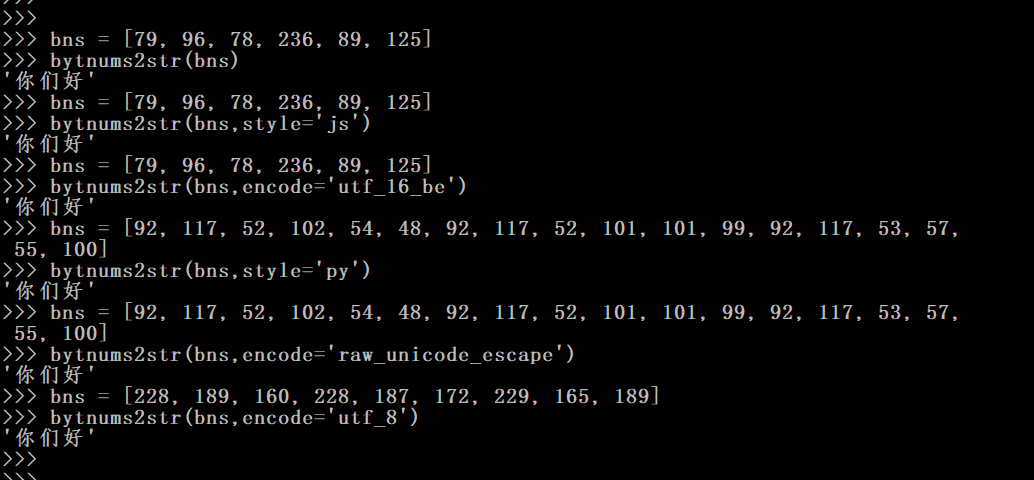 >>>
>>>
>>> bns = [79, 96, 78, 236, 89, 125]
>>> bytnums2str(bns)
'你们好'
>>> bns = [79, 96, 78, 236, 89, 125]
>>> bytnums2str(bns,style='js')
'你们好'
>>> bns = [79, 96, 78, 236, 89, 125]
>>> bytnums2str(bns,encode='utf_16_be')
'你们好'
>>> bns = [92, 117, 52, 102, 54, 48, 92, 117, 52, 101, 101, 99, 92, 117, 53, 57,
 55, 100]
>>> bytnums2str(bns,style='py')
'你们好'
>>> bns = [92, 117, 52, 102, 54, 48, 92, 117, 52, 101, 101, 99, 92, 117, 53, 57,
 55, 100]
>>> bytnums2str(bns,encode='raw_unicode_escape')
'你们好'
>>> bns = [228, 189, 160, 228, 187, 172, 229, 165, 189]
>>> bytnums2str(bns,encode='utf_8')
'你们好'
>>>
>>>